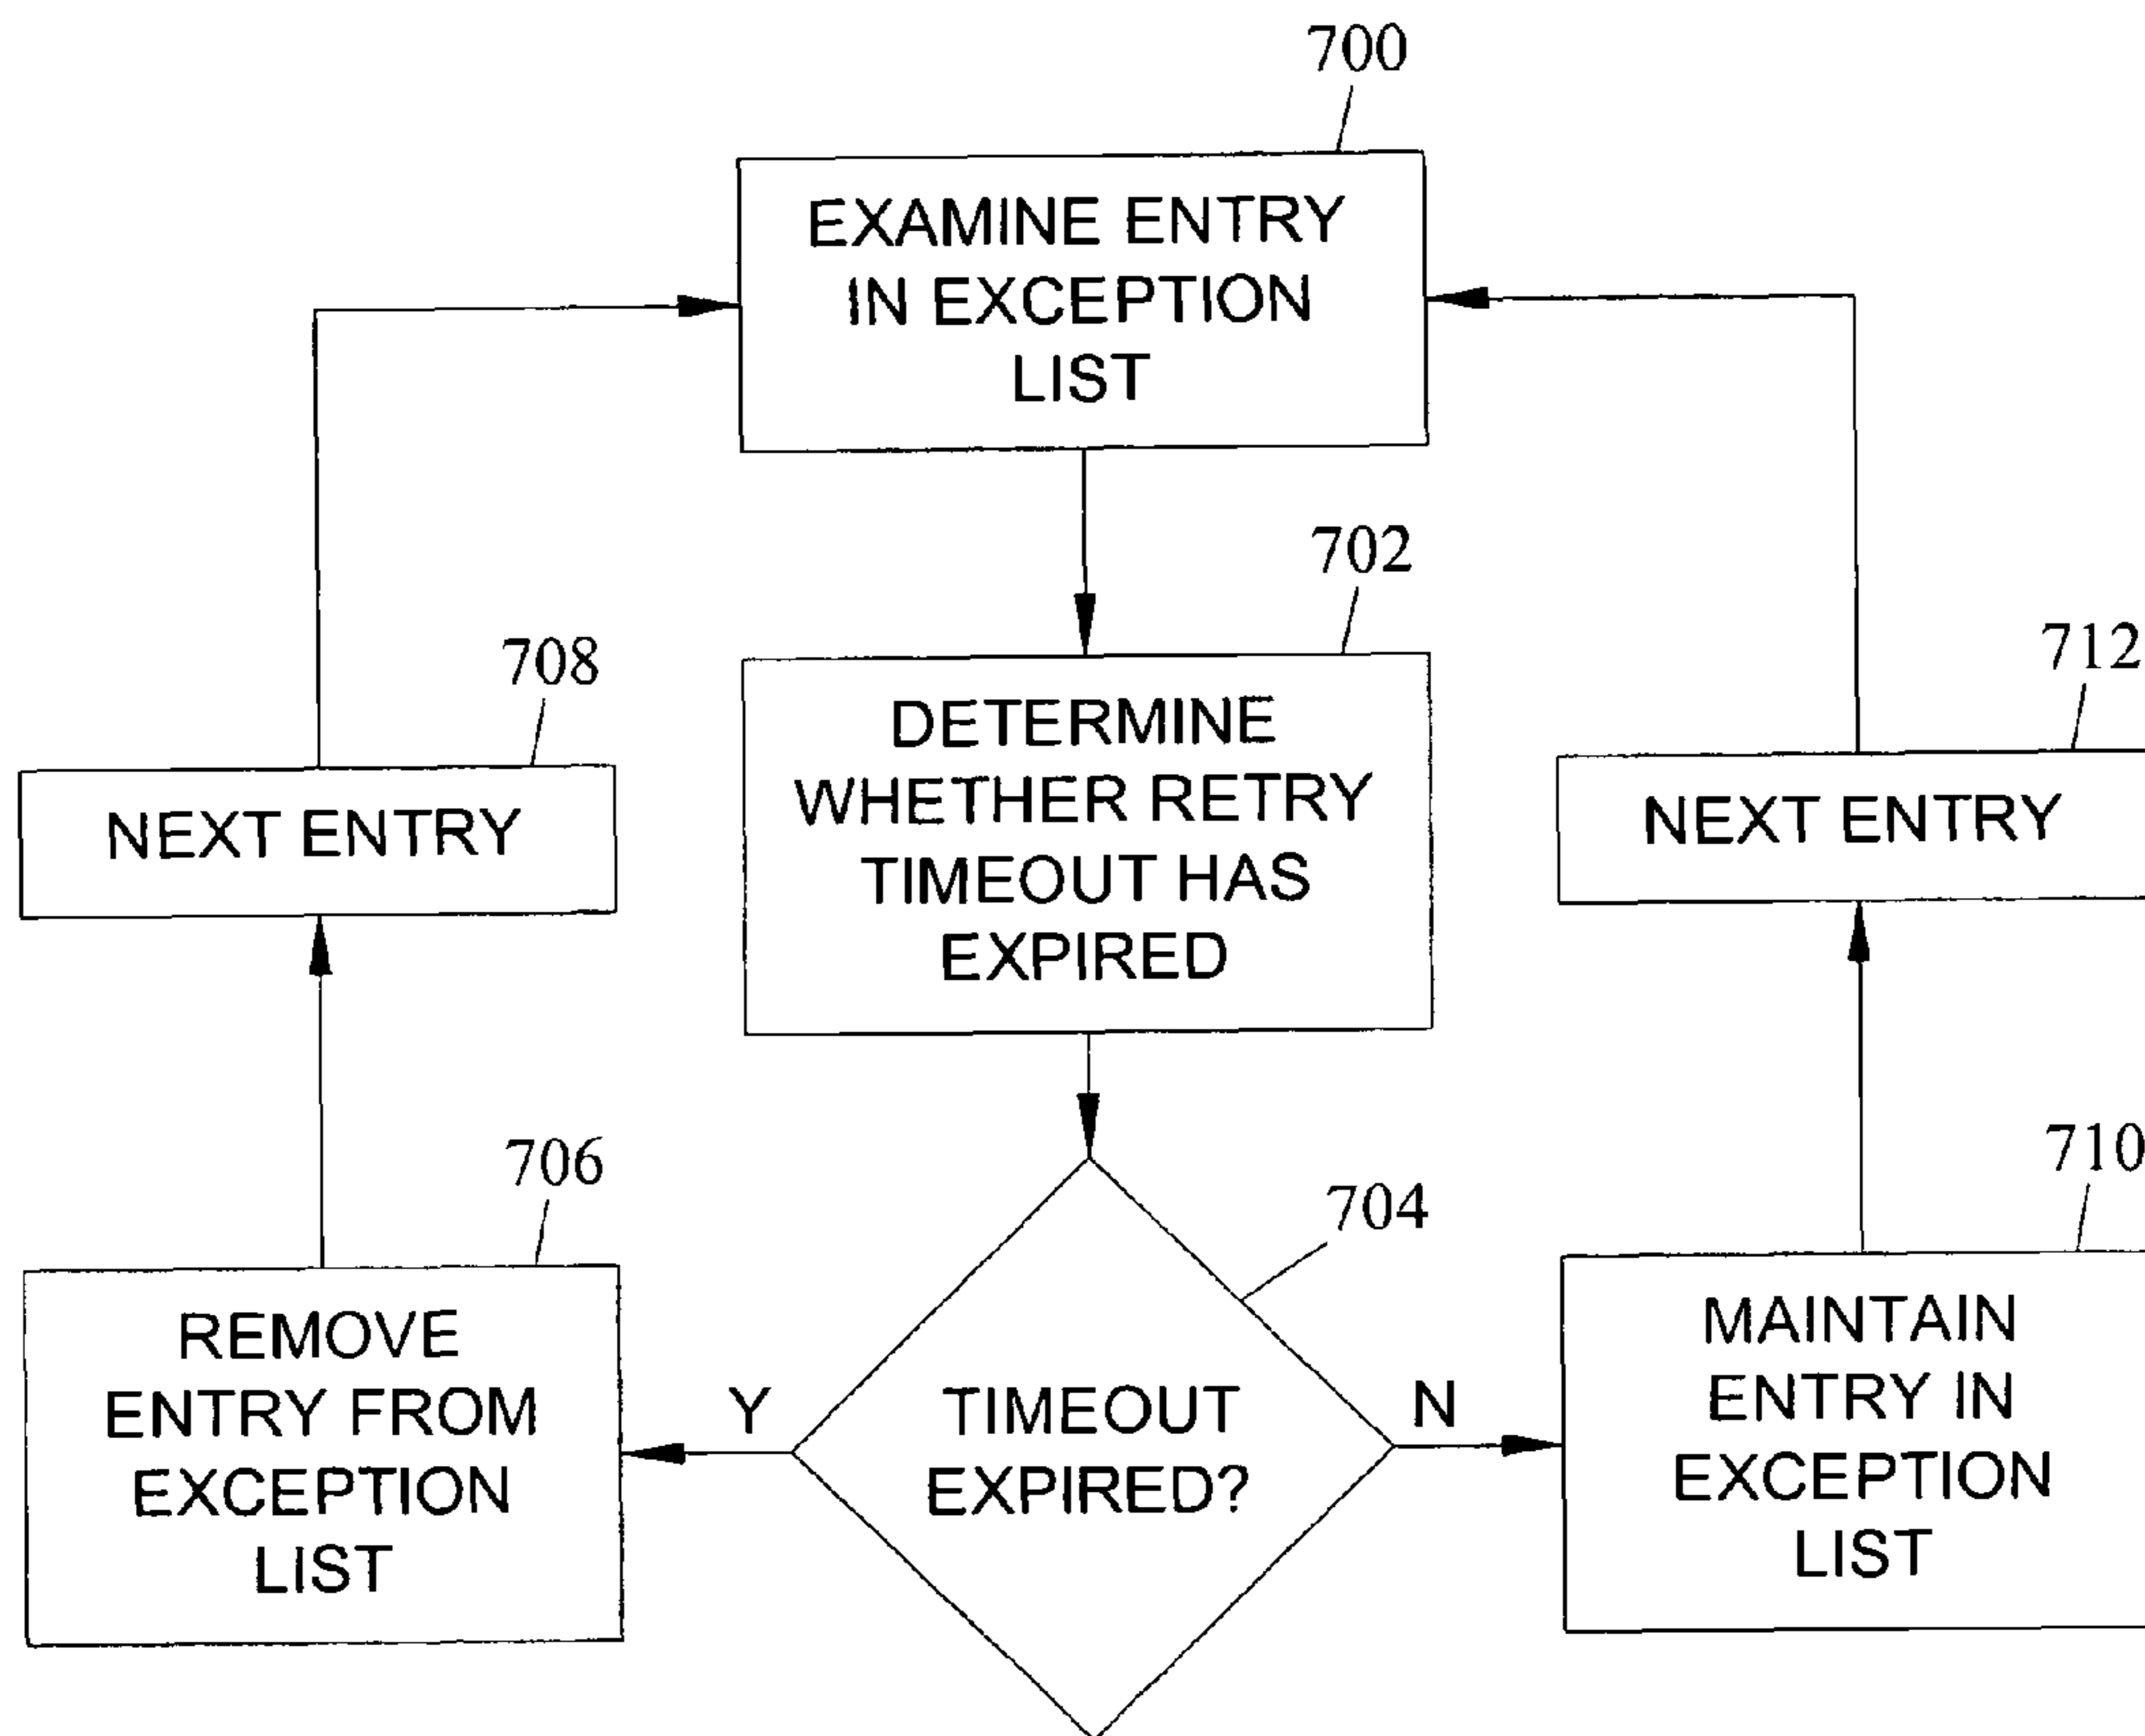 700
EXAMINE ENTRY
IN EXCEPTION
LIST
702
DETERMINE
WHETHER RETRY
TIMEOUT HAS
EXPIRED
708
NEXT ENTRY
712
NEXT ENTRY
706
REMOVE
ENTRY FROM
EXCEPTION
LIST
704
TIMEOUT
EXPIRED?
Y
N
710
MAINTAIN
ENTRY IN
EXCEPTION
LIST